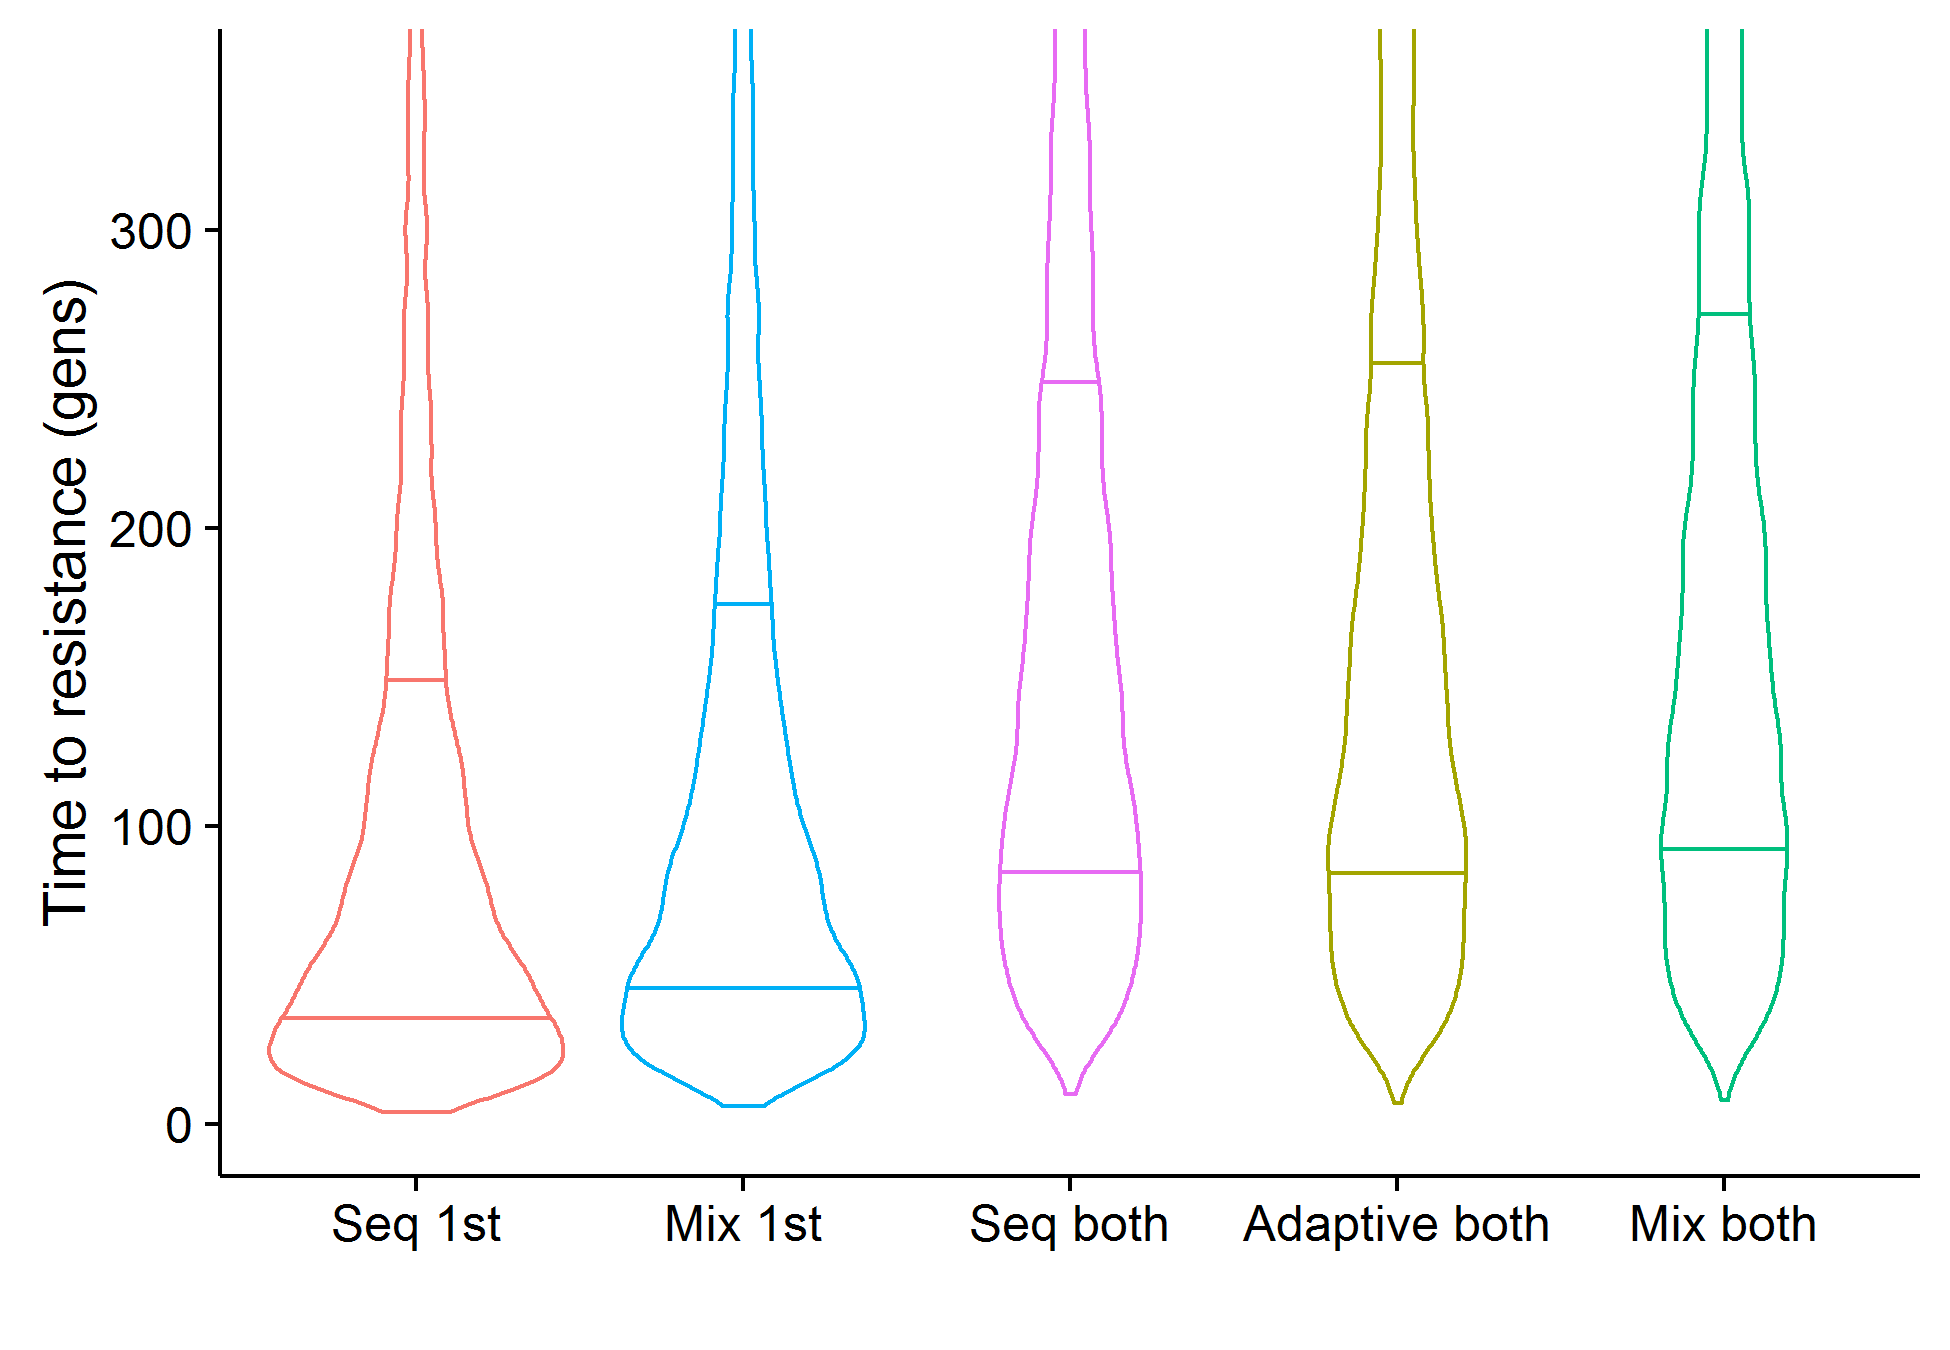 Time to resistance (gens)
300
200
100
0
Seq 1st
Mix 1st
Seq both
Adaptive both
Mix both